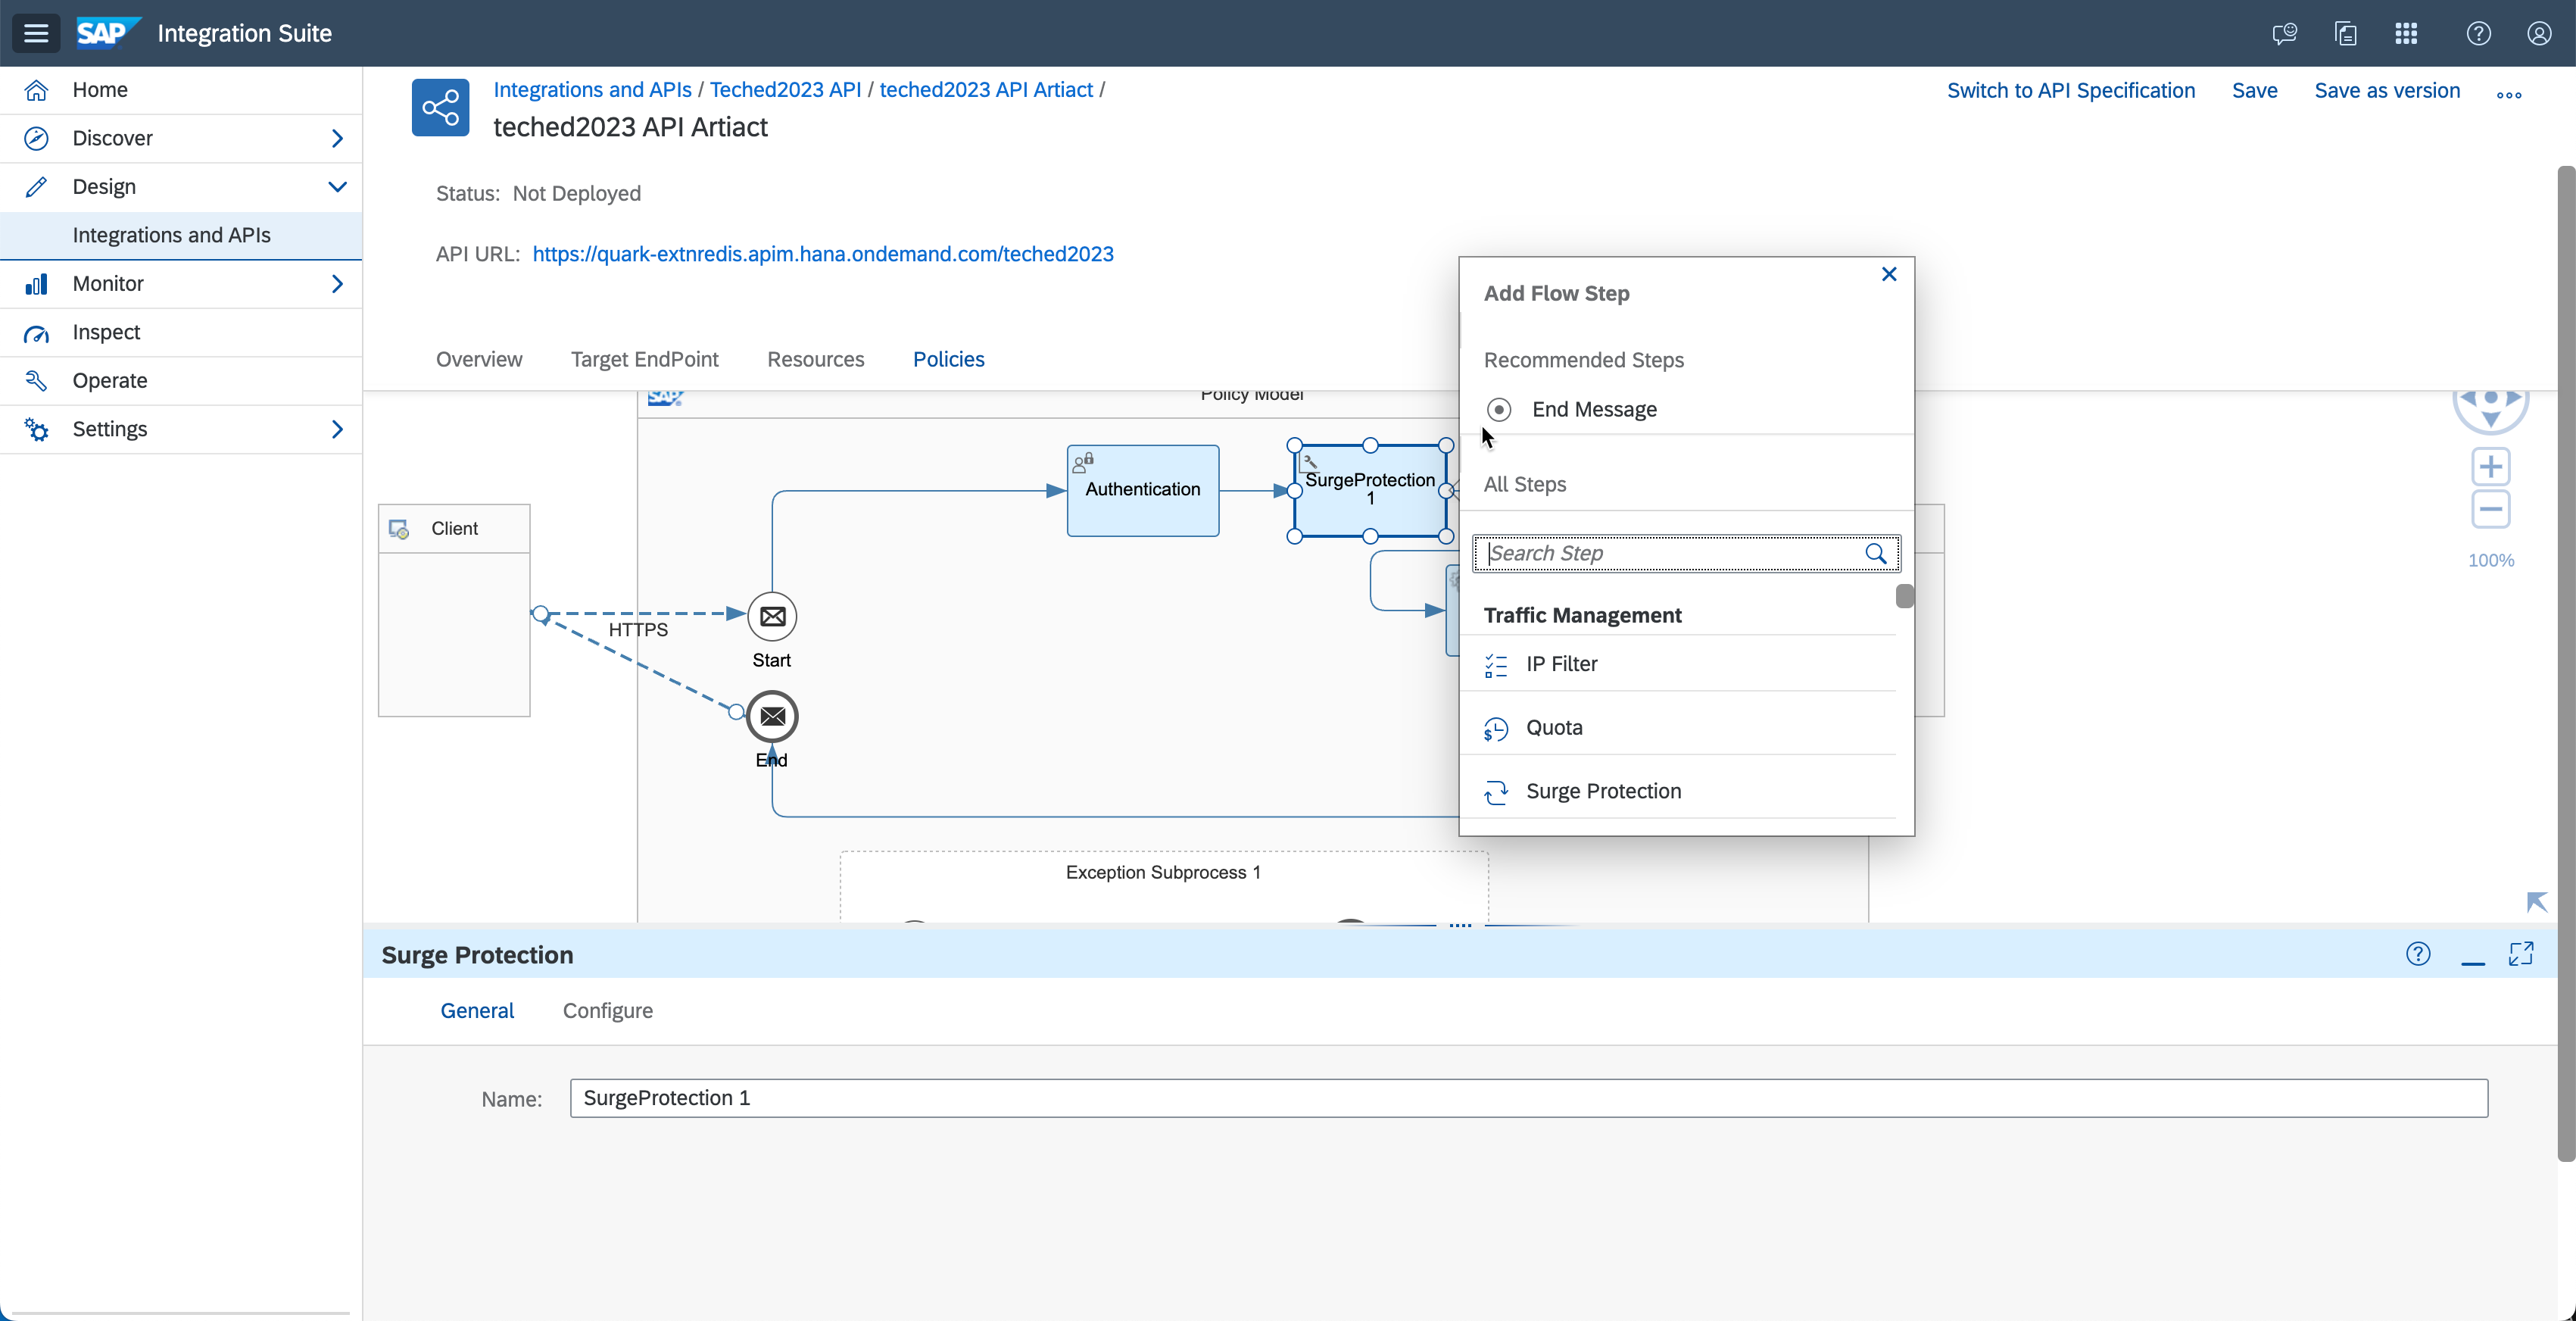 SAP Integration Suite
Home
Discover
Design
Integrations and APIs
Monitor
Inspect
Operate
Settings
Integrations and APIs / Teched2023 API / teched2023 API Artiact /
teched2023 API Artiact
Switch to API Specification
Save
Save as version
Status: Not Deployed
API URL: https://quark-extnredis.apim.hana.ondemand.com/teched2023
Overview
Target EndPoint
Resources
Policies
SAP
Policy Model
Client
HTTPS
Start
End
Authentication
SurgeProtection
1
Exception Subprocess 1
Add Flow Step
Recommended Steps
End Message
All Steps
Search Step
Traffic Management
IP Filter
Quota
Surge Protection
100%
Surge Protection
General
Configure
Name: SurgeProtection 1